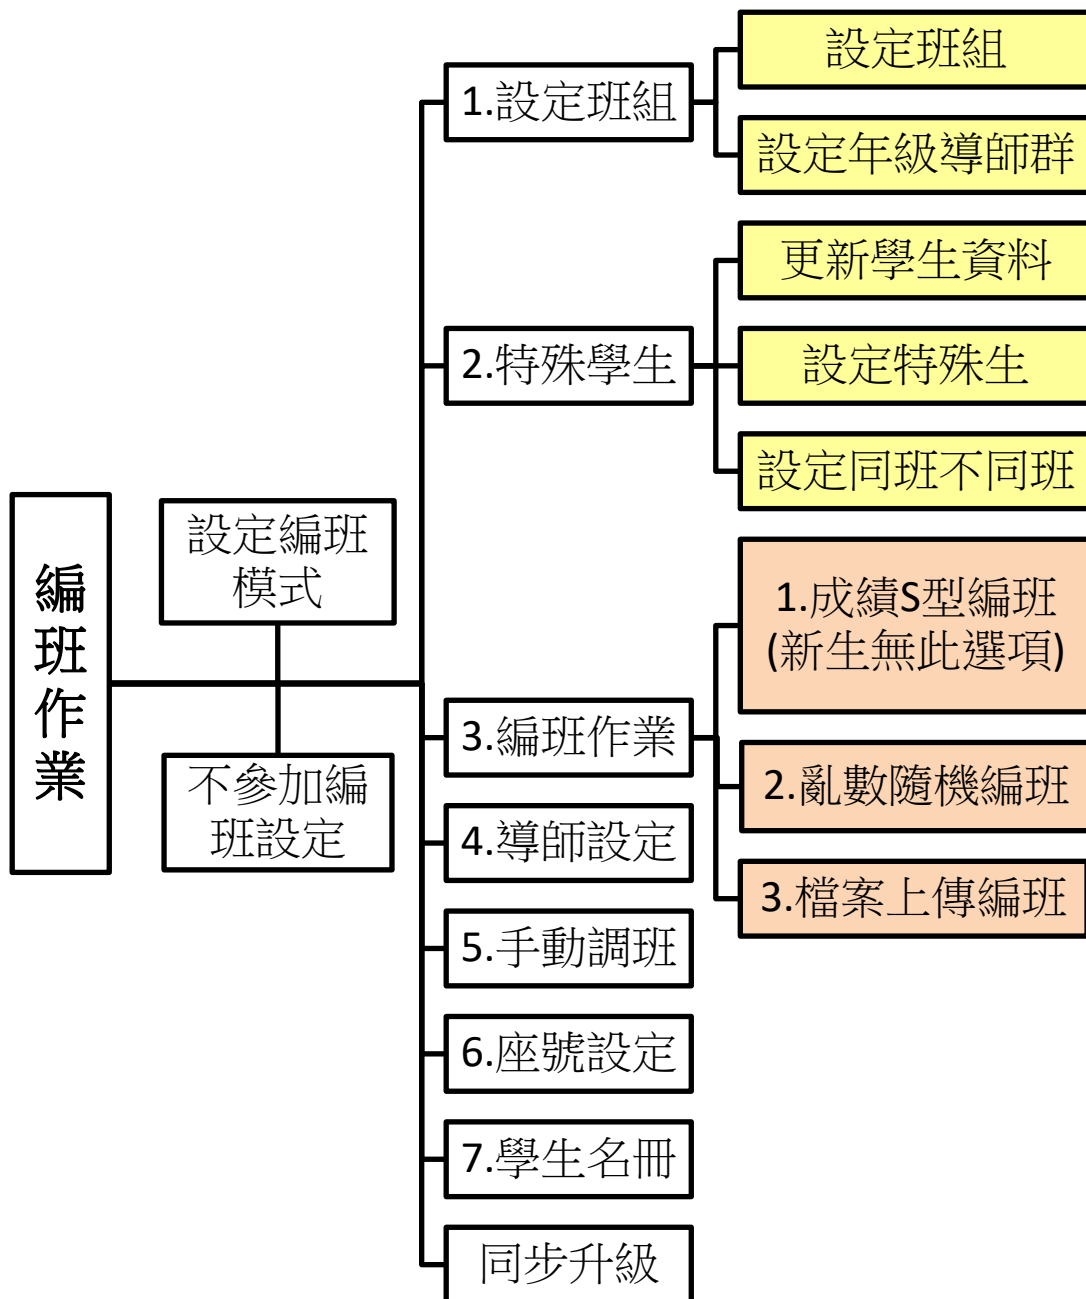 編班作業
設定編班
模式
不參加編
班設定
1.設定班組
設定班組
設定年級導師群
2.特殊學生
更新學生資料
設定特殊生
設定同班不同班
3.編班作業
1.成績S型編班
(新生無此選項)
2.亂數隨機編班
3.檔案上傳編班
4.導師設定
5.手動調班
6.座號設定
7.學生名冊
同步升級